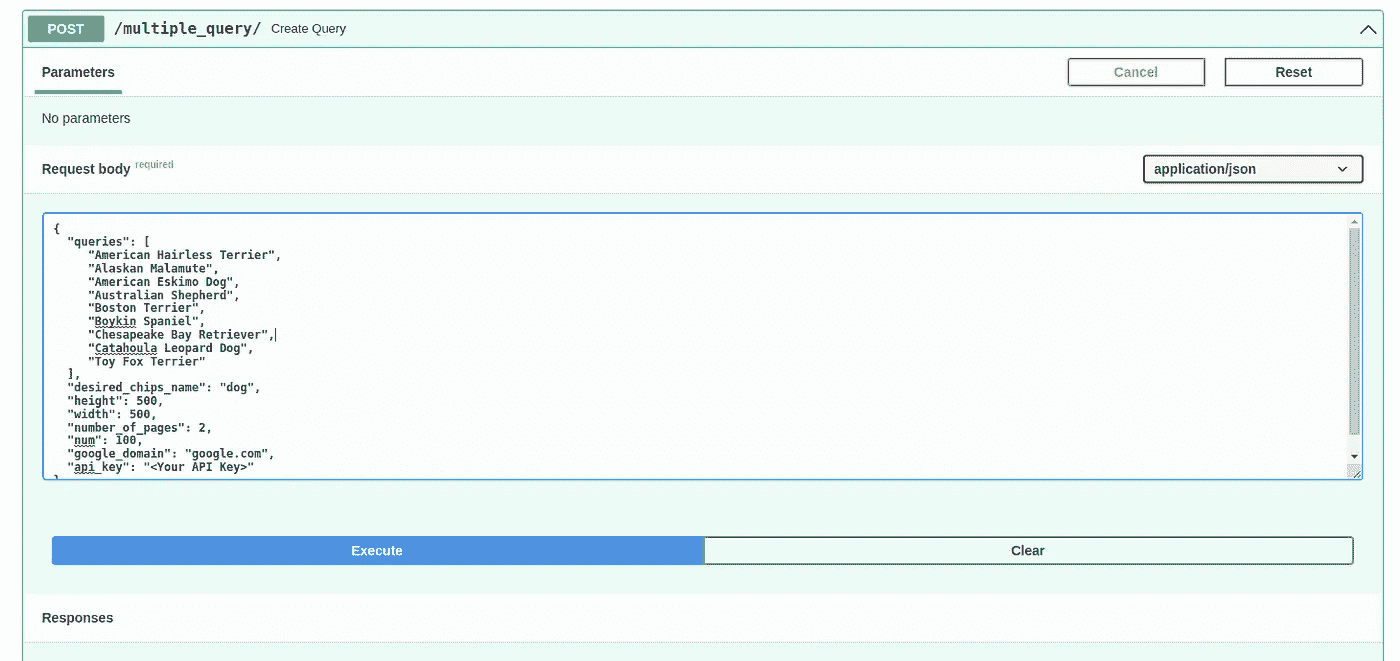 POST /multiple_query/ Create Query
Parameters
Cancel
Reset
No parameters
Request body required
application/json
{
"queries": [
"American Hairless Terrier",
"Alaskan Malamute",
"American Eskimo Dog",
"Australian Shepherd",
"Boston Terrier",
"Boykin Spaniel",
"Chesapeake Bay Retriever",
"Catahoula Leopard Dog",
"Toy Fox Terrier"
],
"desired_chips_name": "dog",
"height": 500,
"width": 500,
"number_of_pages": 2,
"num": 100,
"google_domain": "google.com",
"api_key": "<Your API Key>"
Execute
Clear
Responses